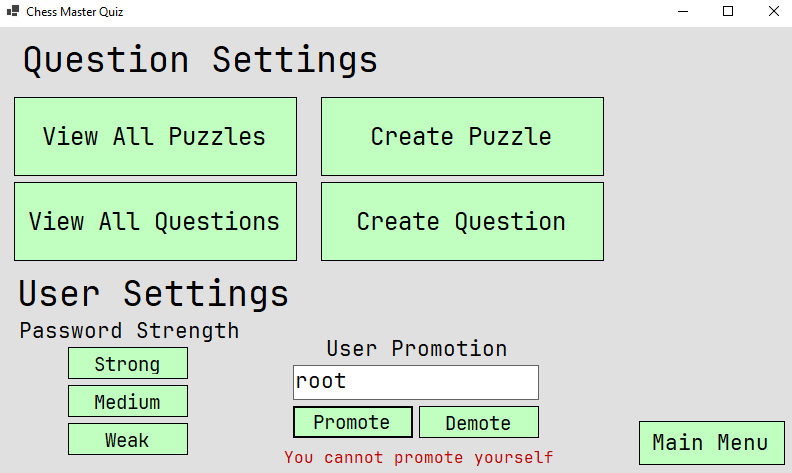 Chess Master Quiz
Question Settings
View All Puzzles
Create Puzzle
View All Questions
Create Question
User Settings
Password Strength
Strong
Medium
Weak
User Promotion
root
Promote
Demote
You cannot promote yourself
Main Menu